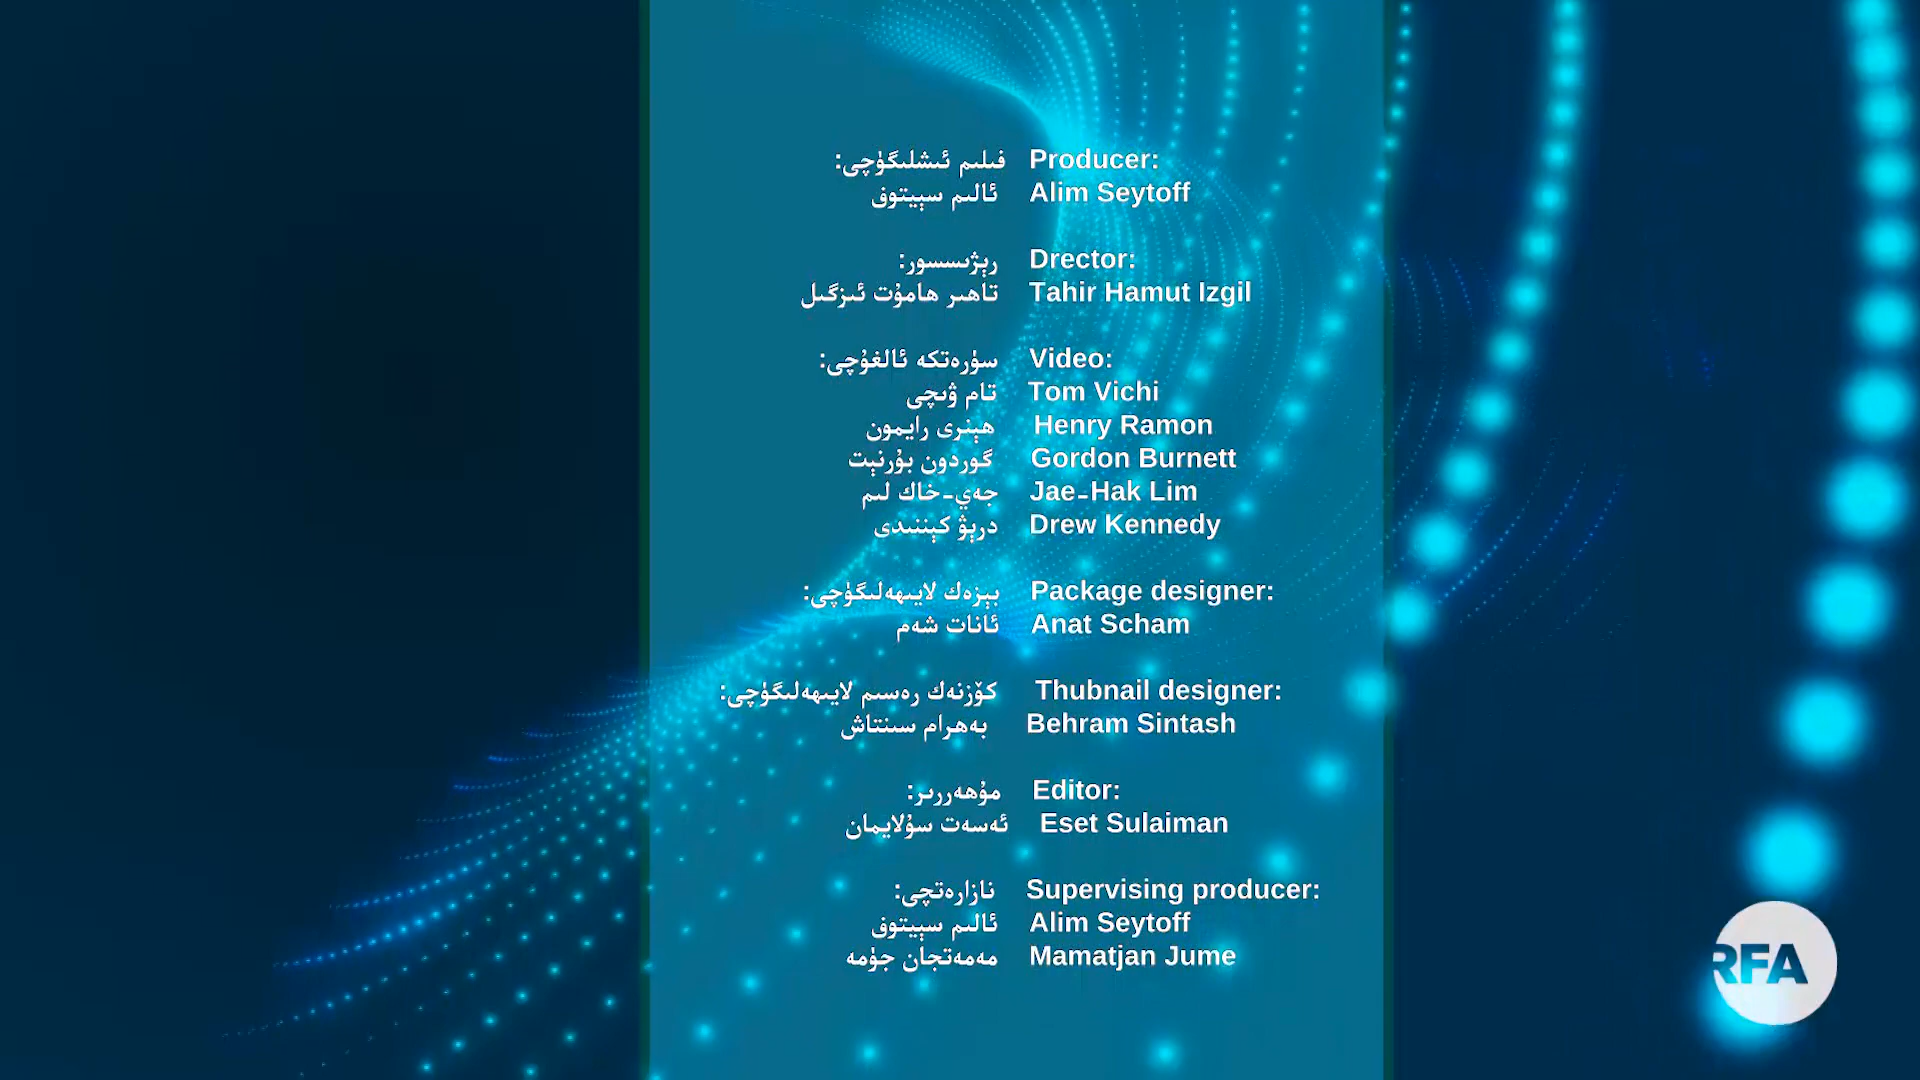 فىلىم ئىشلىگۈچى: Producer:
ئالىم سېيتوف Alim Seytoff
رېژىسسور: Drector:
تاھىر ھامۇت ئىزگىل Tahir Hamut Izgil
سۈرەتكە ئالغۇچى: Video:
تام ۋىچى Tom Vichi
ھېنرى رايمون Henry Ramon
گوردون بۇرنېت Gordon Burnett
جەي-خاك لىم Jae-Hak Lim
درېۋ كېننىدى Drew Kennedy
بېزەك لايىھەلىگۈچى: Package designer:
ئانات شەم Anat Scham
كۆزنەك رەسىم لايىھەلىگۈچى: Thubnail designer:
بەھرام سىنتاش Behram Sintash
مۇھەررىر: Editor:
ئەسەت سۇلايمان Eset Sulaiman
نازارەتچى: Supervising producer:
ئالىم سېيتوف Alim Seytoff
مەمەتجان جۈمە Mamatjan Jume
RFA